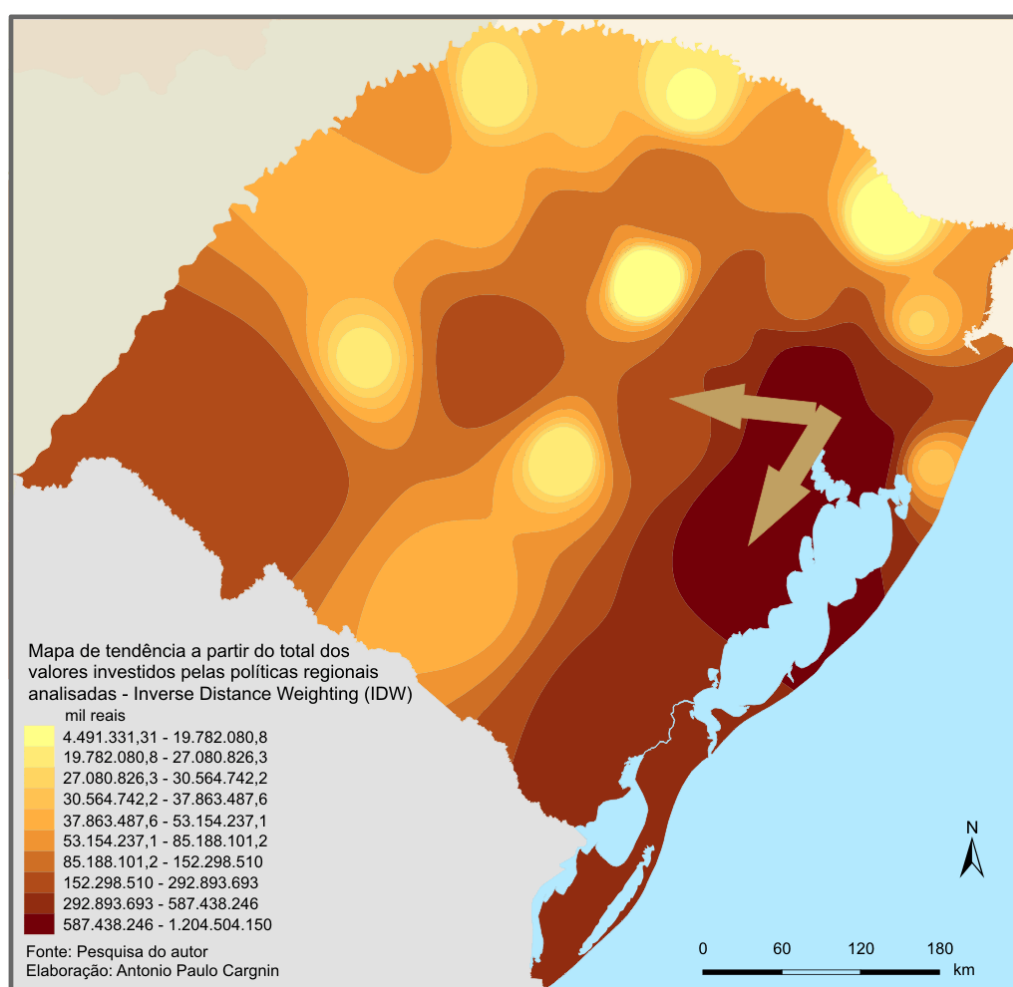 Mapa de tendência a partir do total dos
valores investidos pelas políticas regionais
analisadas - Inverse Distance Weighting (IDW)
mil reais
4.491.331,31 - 19.782.080,8
19.782.080,8 - 27.080.826,3
27.080.826,3 - 30.564.742,2
30.564.742,2 - 37.863.487,6
37.863.487,6 - 53.154.237,1
53.154.237,1 - 85.188.101,2
85.188.101,2 - 152.298.510
152.298.510 - 292.893.693
292.893.693 - 587.438.246
587.438.246 - 1.204.504.150
Fonte: Pesquisa do autor
Elaboração: Antonio Paulo Cargnin
N
0 60 120 180
km